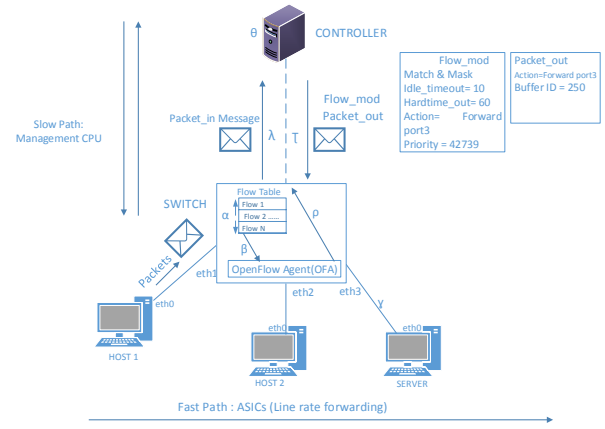 θ
CONTROLLER
Flow_mod
Match & Mask
Idle_timeout= 10
Hardtime_out= 60
Action= Forward
port3
Priority = 42739
Packet_out
Action=Forward port3
Buffer ID = 250
Slow Path:
Management CPU
Packet_in Message
λ
Flow_mod
Packet_out
SWITCH
Flow Table
Flow 1
Flow 2 ......
Flow N
α
ρ
β
OpenFlow Agent(OFA)
Packets
eth1
eth2
eth3
eth0
eth0
eth0
HOST 1
HOST 2
SERVER
Fast Path : ASICs (Line rate forwarding)